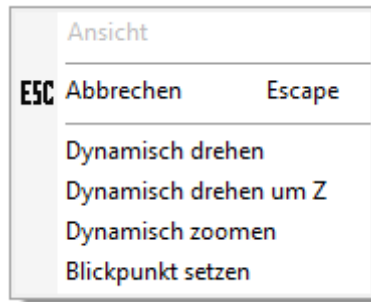 Ansicht
ESC Abbrechen Escape
Dynamisch drehen
Dynamisch drehen um Z
Dynamisch zoomen
Blickpunkt setzen